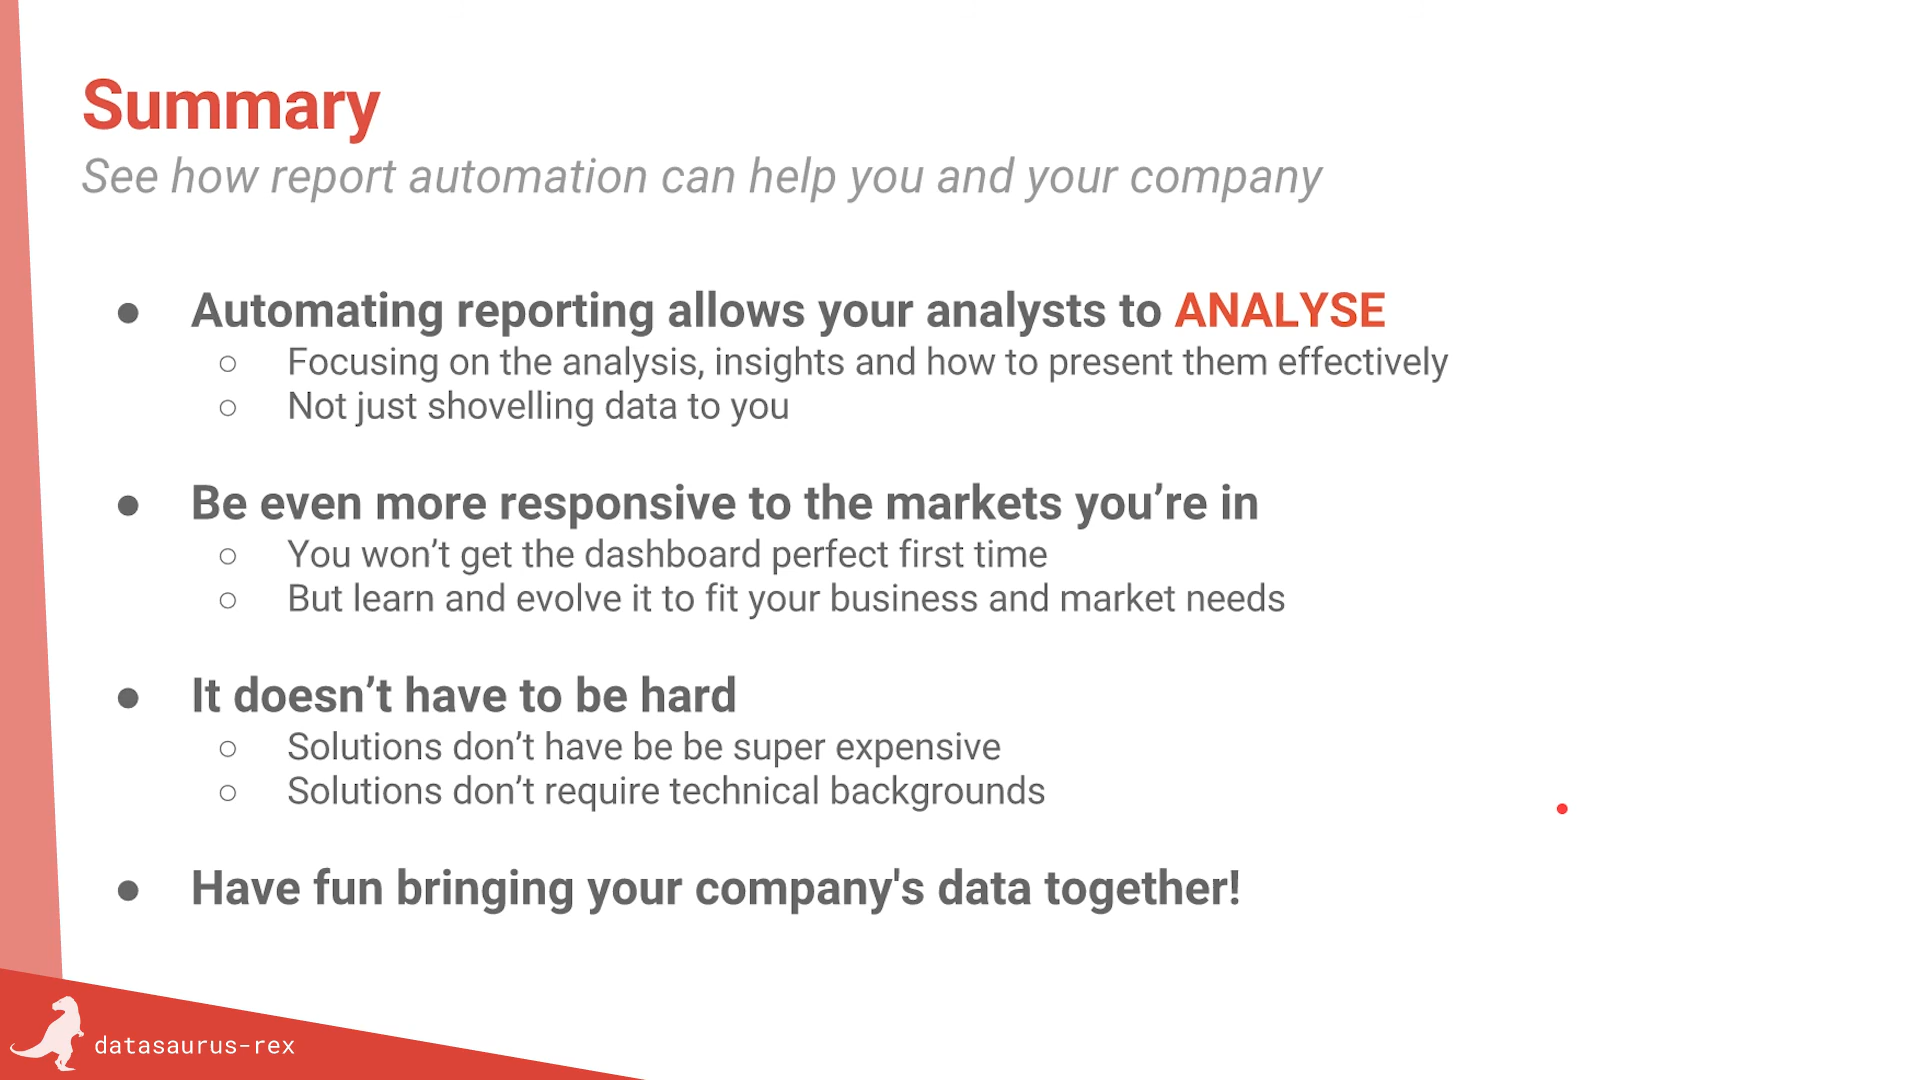 Summary
See how report automation can help you and your company
● Automating reporting allows your analysts to ANALYSE
○ Focusing on the analysis, insights and how to present them effectively
○ Not just shovelling data to you
● Be even more responsive to the markets you’re in
○ You won’t get the dashboard perfect first time
○ But learn and evolve it to fit your business and market needs
● It doesn’t have to be hard
○ Solutions don’t have be be super expensive
○ Solutions don’t require technical backgrounds
● Have fun bringing your company's data together!
datasaurus-rex